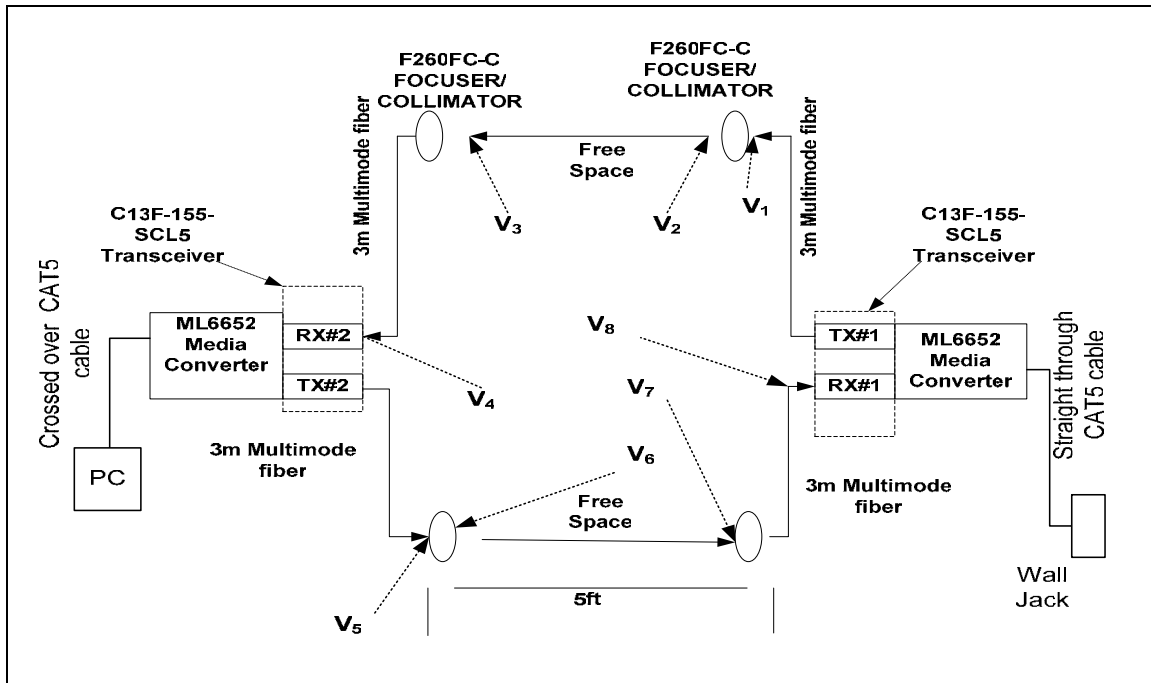 F260FC-C
FOCUSER/
COLLIMATOR
F260FC-C
FOCUSER/
COLLIMATOR
3m Multimode fiber
Free
Space
3m Multimode fiber
V3
V2
V1
C13F-155-
SCL5
Transceiver
C13F-155-
SCL5
Transceiver
Crossed over CAT5
cable
ML6652
Media
Converter
RX#2
TX#2
V4
V8
V7
TX#1
RX#1
ML6652
Media
Converter
Straight through
CAT5 cable
PC
3m Multimode
fiber
V6
Free
Space
3m Multimode
fiber
V5
5ft
Wall
Jack